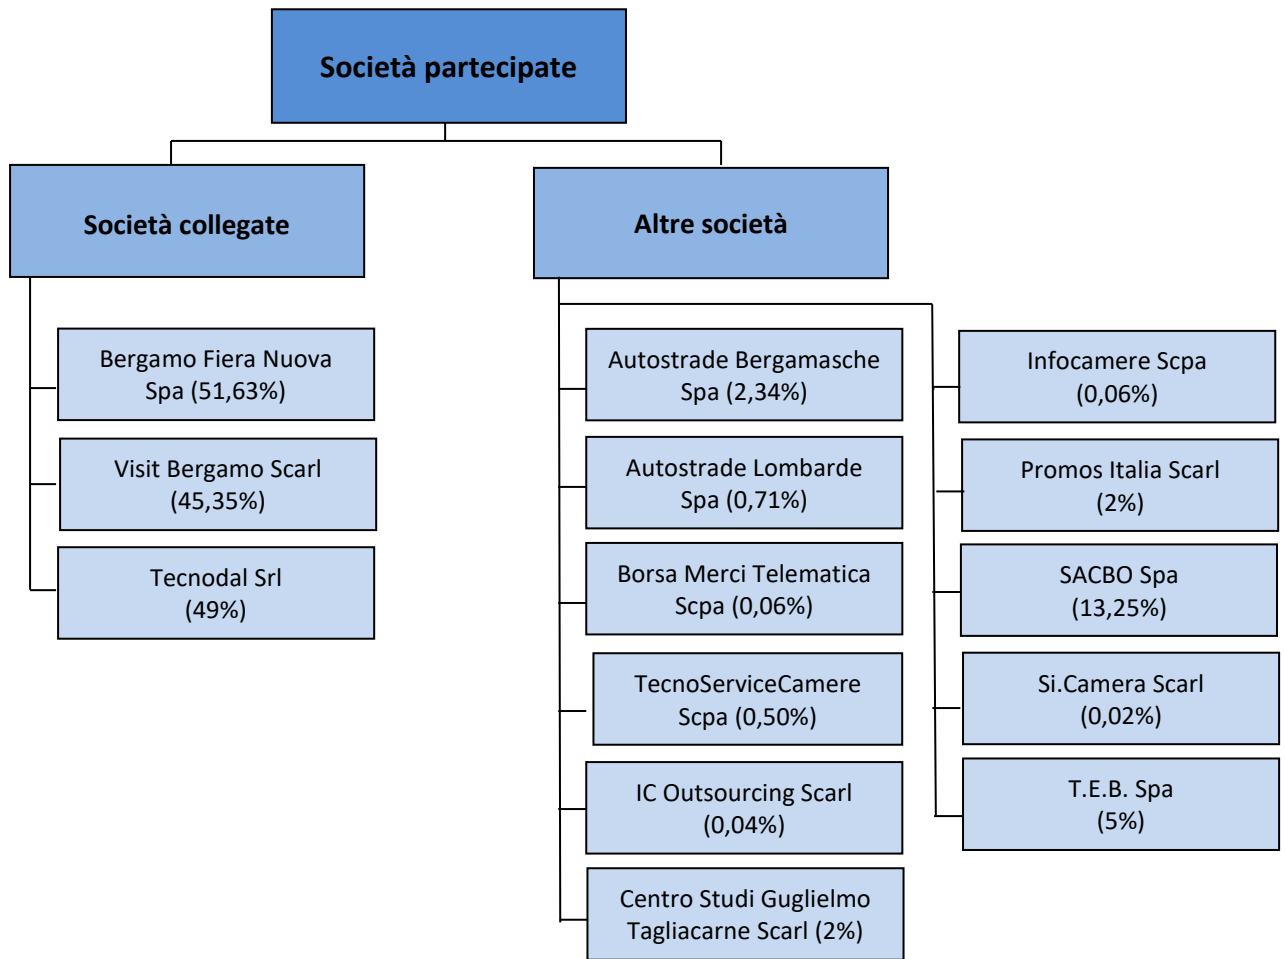 Società partecipate
Società collegate
Altre società
Bergamo Fiera Nuova
Spa (51,63%)
Visit Bergamo Scarl
(45,35%)
Tecnodal Srl
(49%)
Autostrade Bergamasche
Spa (2,34%)
Autostrade Lombarde
Spa (0,71%)
Borsa Merci Telematica
Scpa (0,06%)
TecnoServiceCamere
Scpa (0,50%)
IC Outsourcing Scarl
(0,04%)
Centro Studi Guglielmo
Tagliacarne Scarl (2%)
Infocamere Scpa
(0,06%)
Promos Italia Scarl
(2%)
SACBO Spa
(13,25%)
Si.Camera Scarl
(0,02%)
T.E.B. Spa
(5%)